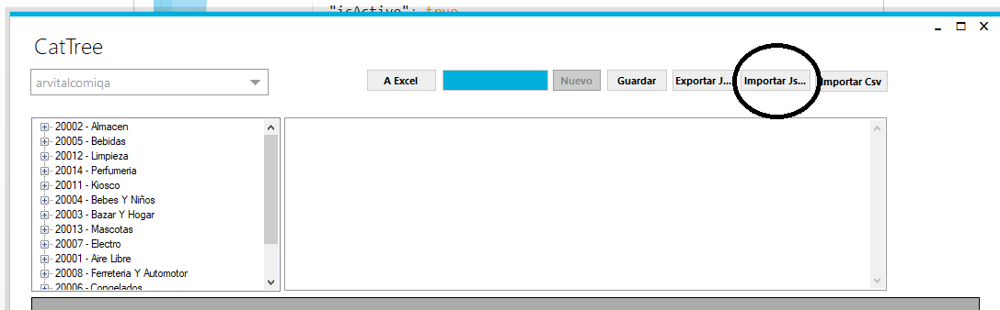 "isActive": true
CatTree
arvitalcomiqa
A Excel
Nuevo
Guardar
Exportar J...
Importar Js...
Importar Csv
20002 - Almacen
20005 - Bebidas
20012 - Limpieza
20014 - Perfumeria
20011 - Kiosco
20004 - Bebes Y Niños
20003 - Bazar Y Hogar
20013 - Mascotas
20007 - Electro
20001 - Aire Libre
20008 - Ferreteria Y Automotor
20006 - Congelados